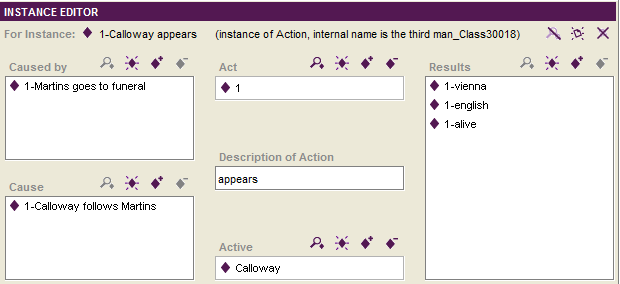 INSTANCE EDITOR
For Instance: 1-Calloway appears (instance of Action, internal name is the third man_Class30018)
Caused by
1-Martins goes to funeral
Cause
1-Calloway follows Martins
Act
1
Description of Action
appears
Active
Calloway
Results
1-vienna
1-english
1-alive